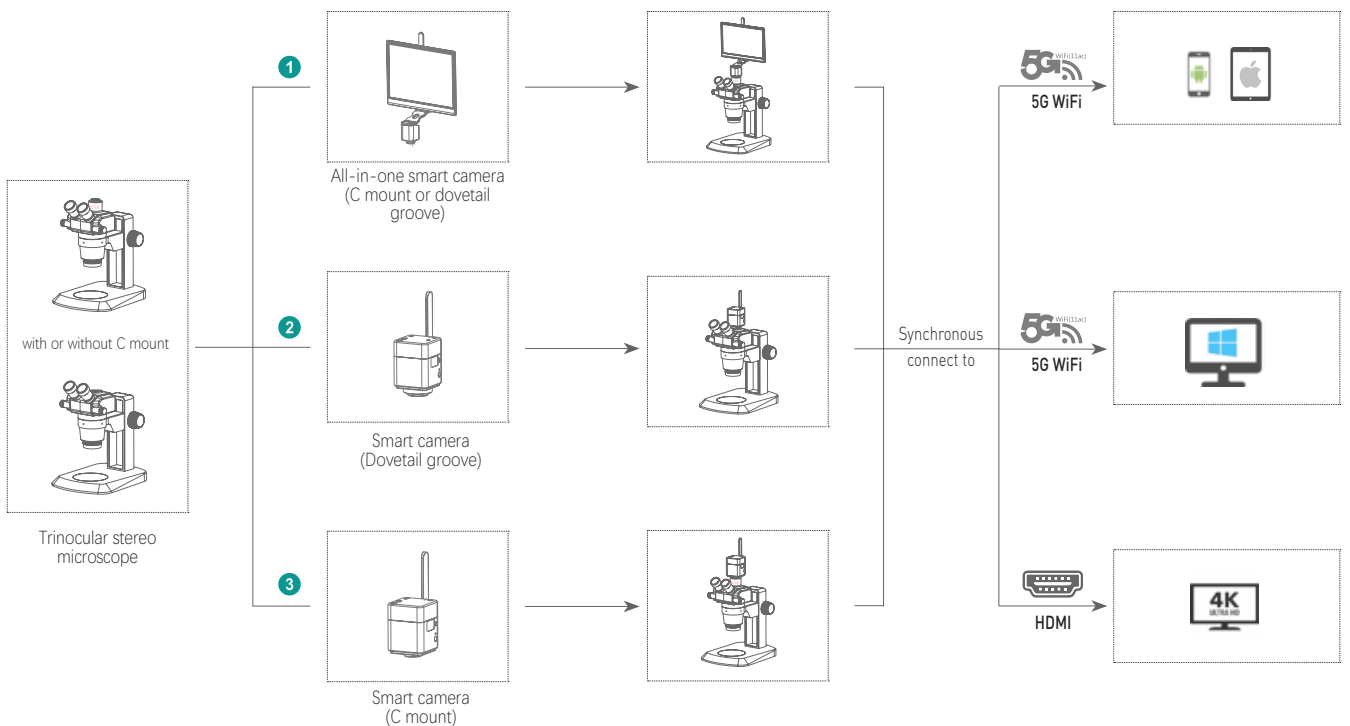 1
All-in-one smart camera
(C mount or dovetail
groove)
with or without C mount
Trinocular stereo
microscope
2
Smart camera
(Dovetail groove)
3
Smart camera
(C mount)
Synchronous
connect to
5G WiFi(11ac)
5G WiFi
5G WiFi(11ac)
5G WiFi
HDMI
4K
ULTRA HD